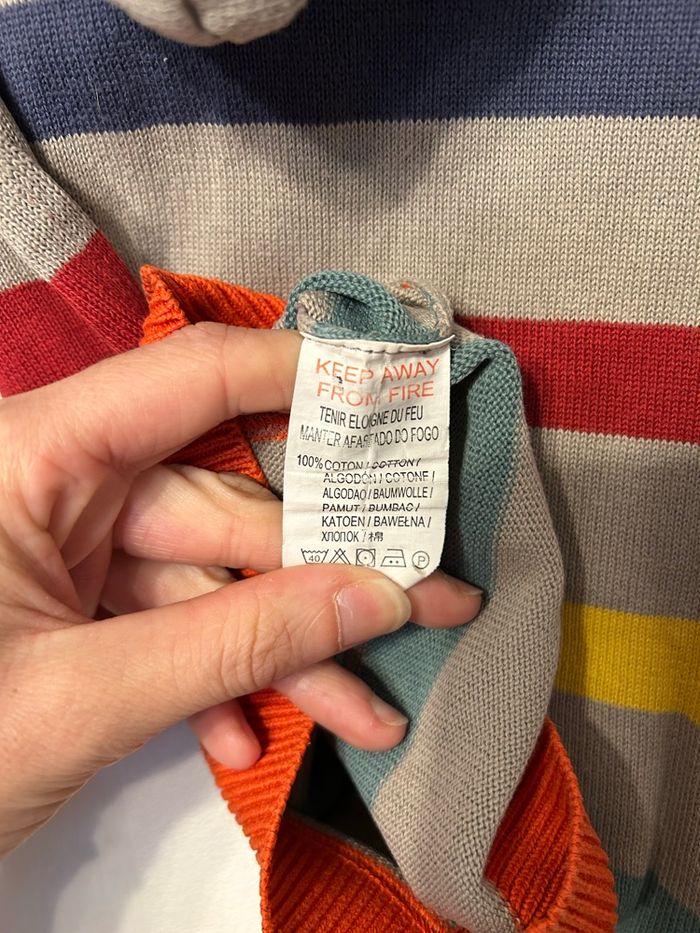 KEEP AWAY
FROM FIRE
TENIR ELOIGNE DU FEU
MANTER AFASTADO DO FOGO
100% COTON / COTTON /
ALGODÓN / COTONE /
ALGODAO / BAUMWOLLE /
PAMUT / BUMBAC /
KATOEN / BAWEŁNA /
ХЛОПОК / 棉
40 P